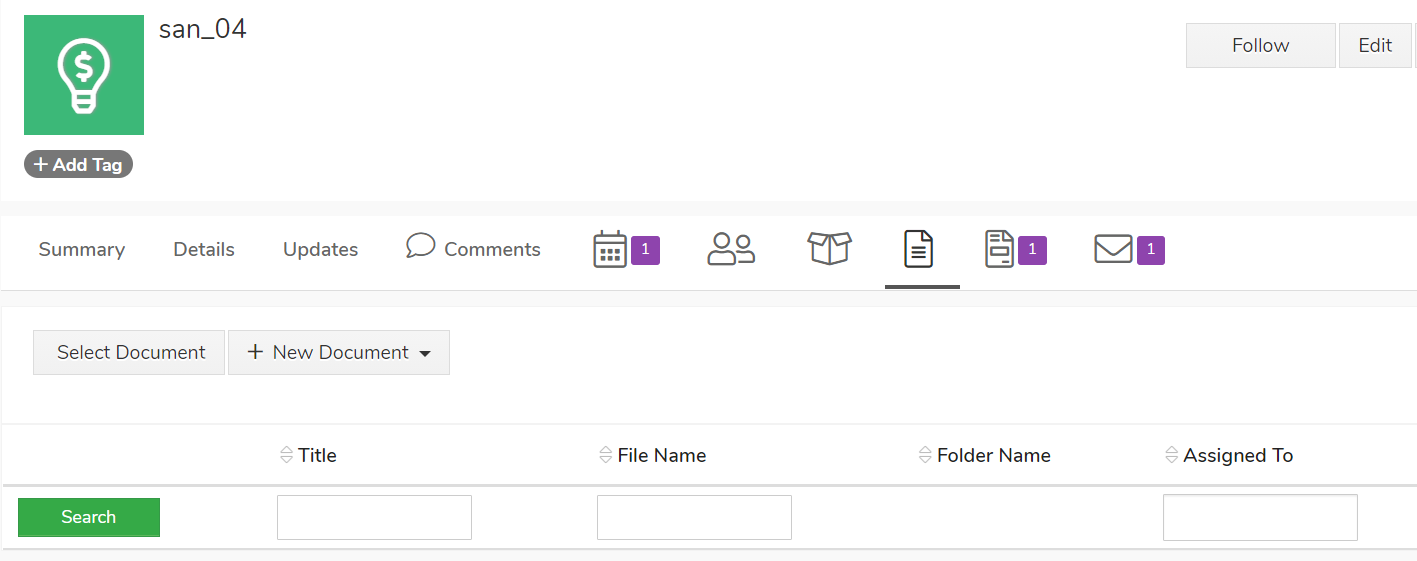 san_04
Follow
Edit
+ Add Tag
Summary
Details
Updates
Comments
1
1
1
Select Document
+ New Document
Title
File Name
Folder Name
Assigned To
Search